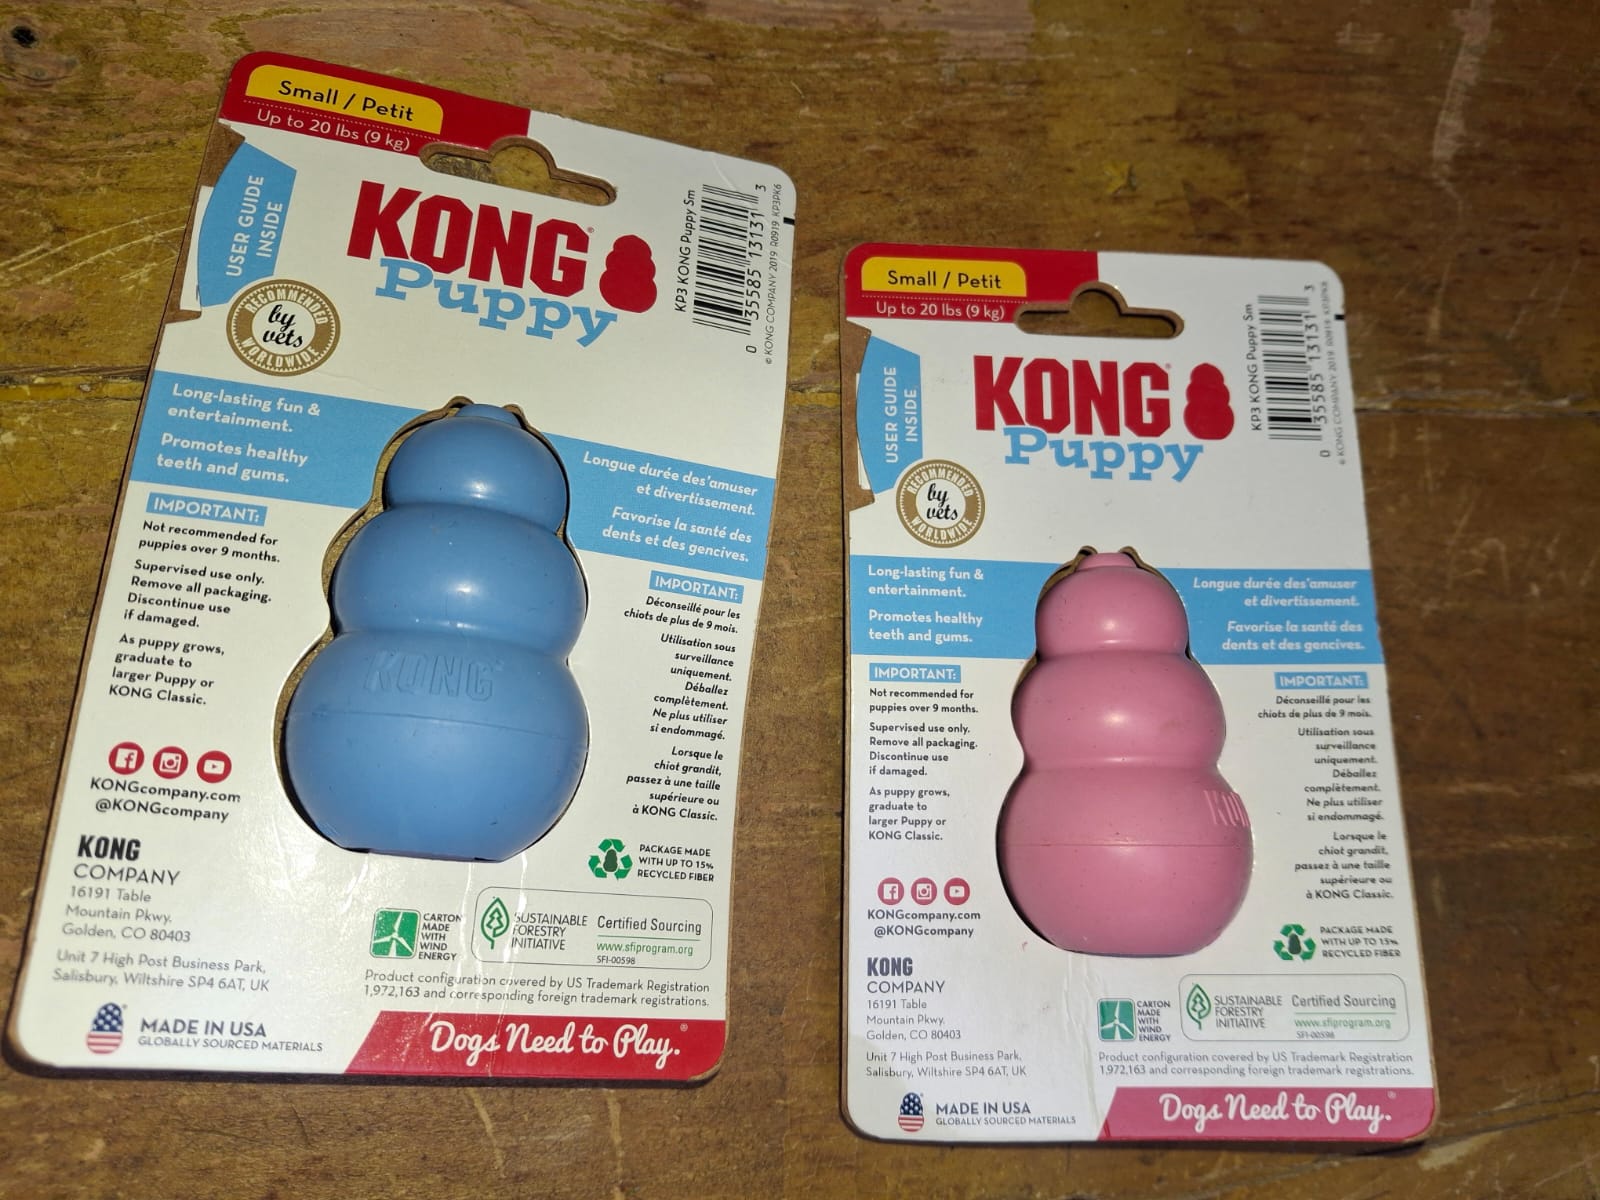 Small / Petit
Up to 20 lbs (9 kg)
USER GUIDE
INSIDE
KONG®
Puppy
RECOMMENDED
by
vets
WORLDWIDE
KP3 KONG Puppy Sm
0 35585 13131 3
© KONG COMPANY 2019 R0919 KP3PK6
Long-lasting fun &
entertainment.
Promotes healthy
teeth and gums.
Longue durée des'amuser
et divertissement.
Favorise la santé des
dents et des gencives.
IMPORTANT:
Not recommended for
puppies over 9 months.
Supervised use only.
Remove all packaging.
Discontinue use
if damaged.
As puppy grows,
graduate to
larger Puppy or
KONG Classic.
KONG
IMPORTANT:
Déconseillé pour les
chiots de plus de 9 mois.
Utilisation sous
surveillance
uniquement.
Déballez
complètement.
Ne plus utiliser
si endommagé.
Lorsque le
chiot grandit,
passez à une taille
supérieure ou
à KONG Classic.
KONGcompany.com
@KONGcompany
KONG
COMPANY
16191 Table
Mountain Pkwy.
Golden, CO 80403
Unit 7 High Post Business Park,
Salisbury, Wiltshire SP4 6AT, UK
PACKAGE MADE
WITH UP TO 15%
RECYCLED FIBER
CARTON
MADE
WITH
WIND
ENERGY
SUSTAINABLE
FORESTRY
INITIATIVE
Certified Sourcing
www.sfiprogram.org
SFI-00598
Product configuration covered by US Trademark Registration
1,972,163 and corresponding foreign trademark registrations.
MADE IN USA
GLOBALLY SOURCED MATERIALS
Dogs Need to Play.®
Small / Petit
Up to 20 lbs (9 kg)
USER GUIDE
INSIDE
KONG®
Puppy
RECOMMENDED
by
vets
WORLDWIDE
KP3 KONG Puppy Sm
0 35585 13131 3
© KONG COMPANY 2019 R0919
Long-lasting fun &
entertainment.
Promotes healthy
teeth and gums.
Longue durée des'amuser
et divertissement.
Favorise la santé des
dents et des gencives.
IMPORTANT:
Not recommended for
puppies over 9 months.
Supervised use only.
Remove all packaging.
Discontinue use
if damaged.
As puppy grows,
graduate to
larger Puppy or
KONG Classic.
KON
IMPORTANT:
Déconseillé pour les
chiots de plus de 9 mois.
Utilisation sous
surveillance
uniquement.
Déballez
complètement.
Ne plus utiliser
si endommagé.
Lorsque le
chiot grandit,
passez à une taille
supérieure ou
à KONG Classic.
KONGcompany.com
@KONGcompany
KONG
COMPANY
16191 Table
Mountain Pkwy.
Golden, CO 80403
Unit 7 High Post Business Park,
Salisbury, Wiltshire SP4 6AT, UK
PACKAGE MADE
WITH UP TO 15%
RECYCLED FIBER
CARTON
MADE
WITH
WIND
ENERGY
SUSTAINABLE
FORESTRY
INITIATIVE
Certified Sourcing
www.sfiprogram.org
SFI-00598
Product configuration covered by US Trademark Registration
1,972,163 and corresponding foreign trademark registrations.
MADE IN USA
GLOBALLY SOURCED MATERIALS
Dogs Need to Play.®